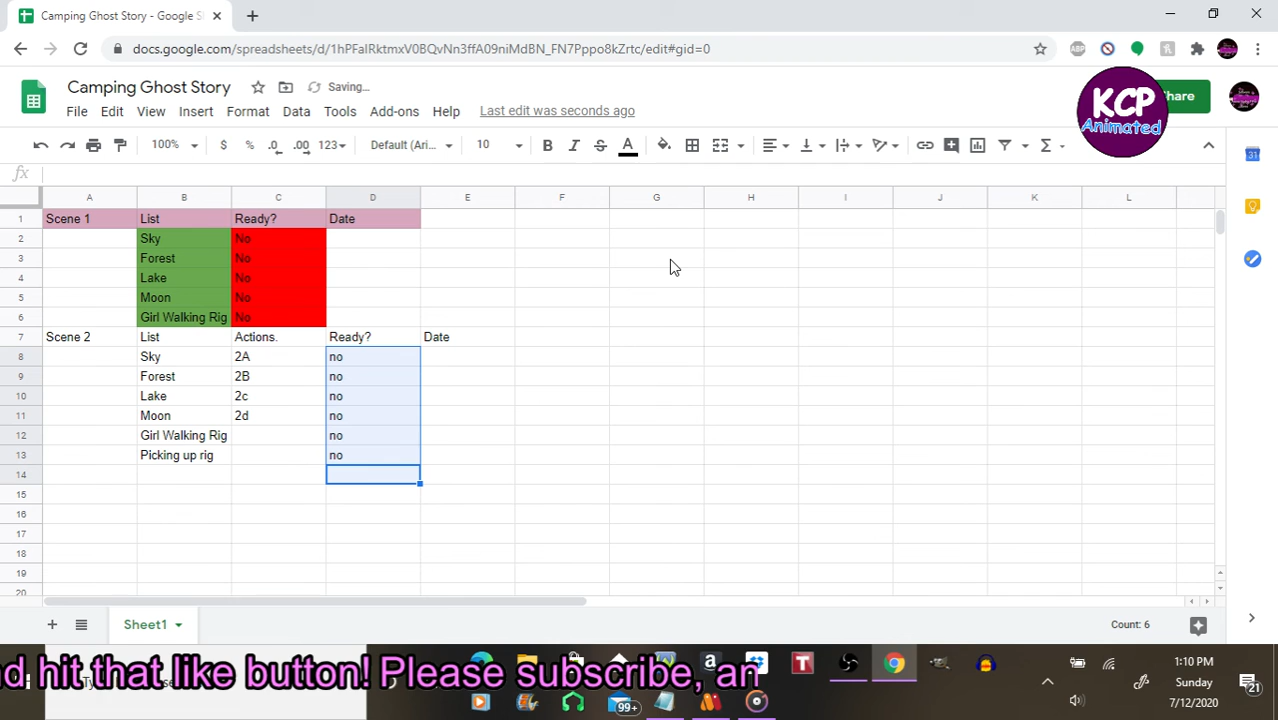 Camping Ghost Story - Google S
docs.google.com/spreadsheets/d/1hPFaIRktmxV0BQvNn3ffA09niMdBN_FN7Pppo8kZrtc/edit#gid=0
Camping Ghost Story Saving...
File Edit View Insert Format Data Tools Add-ons Help Last edit was seconds ago
Share
KCP
Animated
100% $ % .0 .00 123 Default (Ari... 10 B I S A
fx
A B C D E F G H I J K L
1 Scene 1 List Ready? Date
2 Sky No
3 Forest No
4 Lake No
5 Moon No
6 Girl Walking Rig No
7 Scene 2 List Actions. Ready? Date
8 Sky 2A no
9 Forest 2B no
10 Lake 2c no
11 Moon 2d no
12 Girl Walking Rig no
13 Picking up rig no
14
15
16
17
18
19
20
Sheet1 Count: 6
nd hit that like button! Please subscribe, an
99+
1:10 PM
Sunday
7/12/2020
21